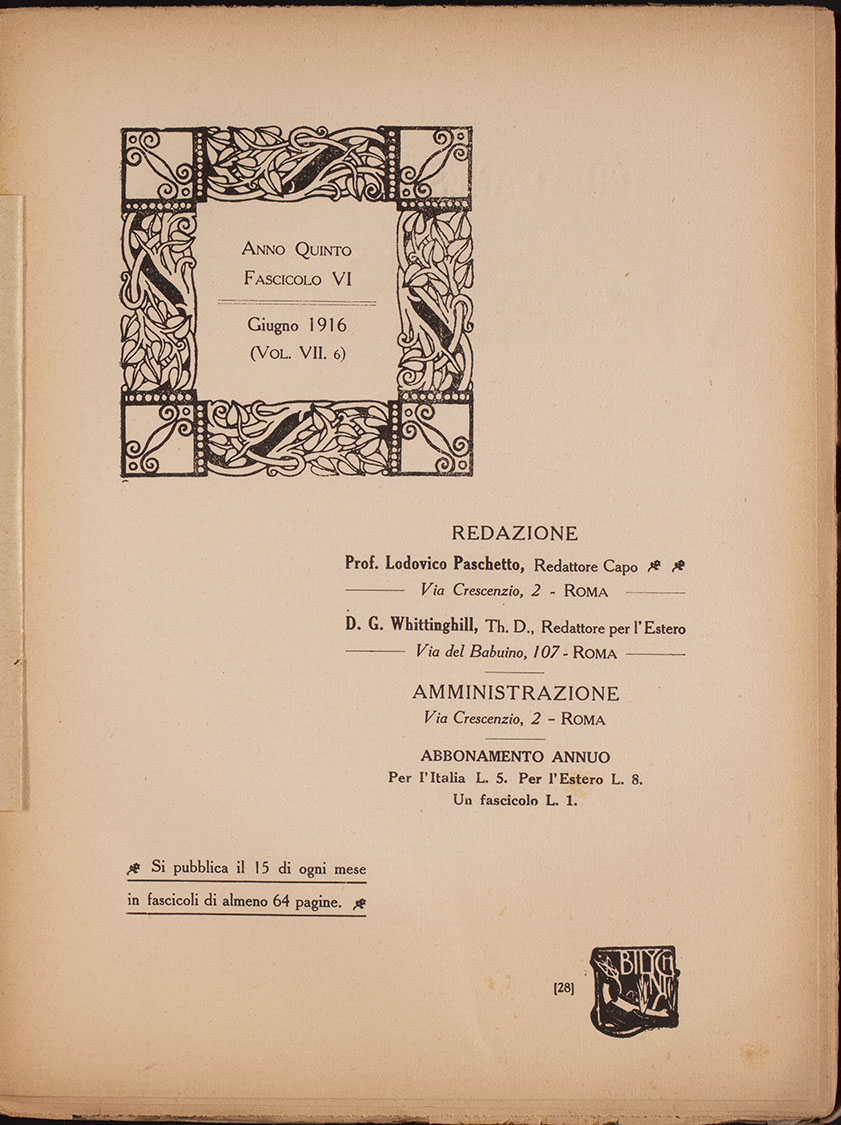 ANNO QUINTO
FASCICOLO VI
Giugno 1916
(VOL. VII. 6)
REDAZIONE
Prof. Lodovico Paschetto, Redattore Capo
Via Crescenzio, 2 - ROMA
D. G. Whittinghill, Th. D., Redattore per l'Estero
Via del Babuino, 107 - ROMA
AMMINISTRAZIONE
Via Crescenzio, 2 - ROMA
ABBONAMENTO ANNUO
Per l'Italia L. 5. Per l'Estero L. 8.
Un fascicolo L. 1.
Si pubblica il 15 di ogni mese
in fascicoli di almeno 64 pagine.
[28]
BILYCH
NIS